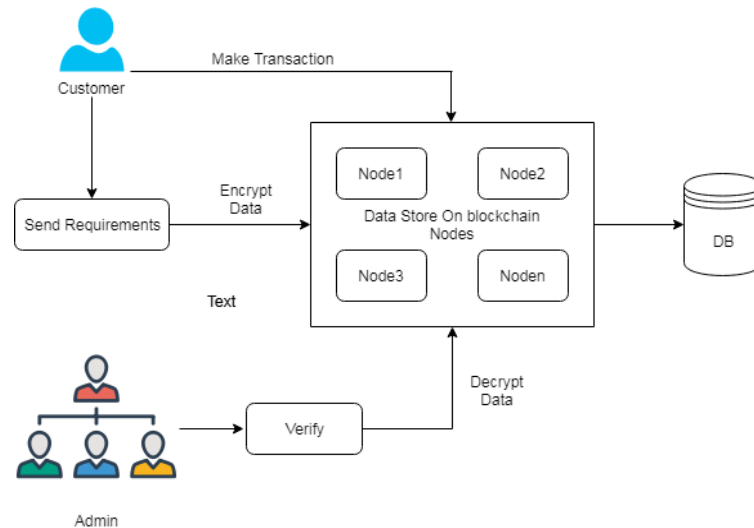 Make Transaction
Customer
Node1
Node2
Encrypt
Data
Send Requirements
Data Store On blockchain
Nodes
DB
Node3
Noden
Text
Decrypt
Data
Verify
Admin